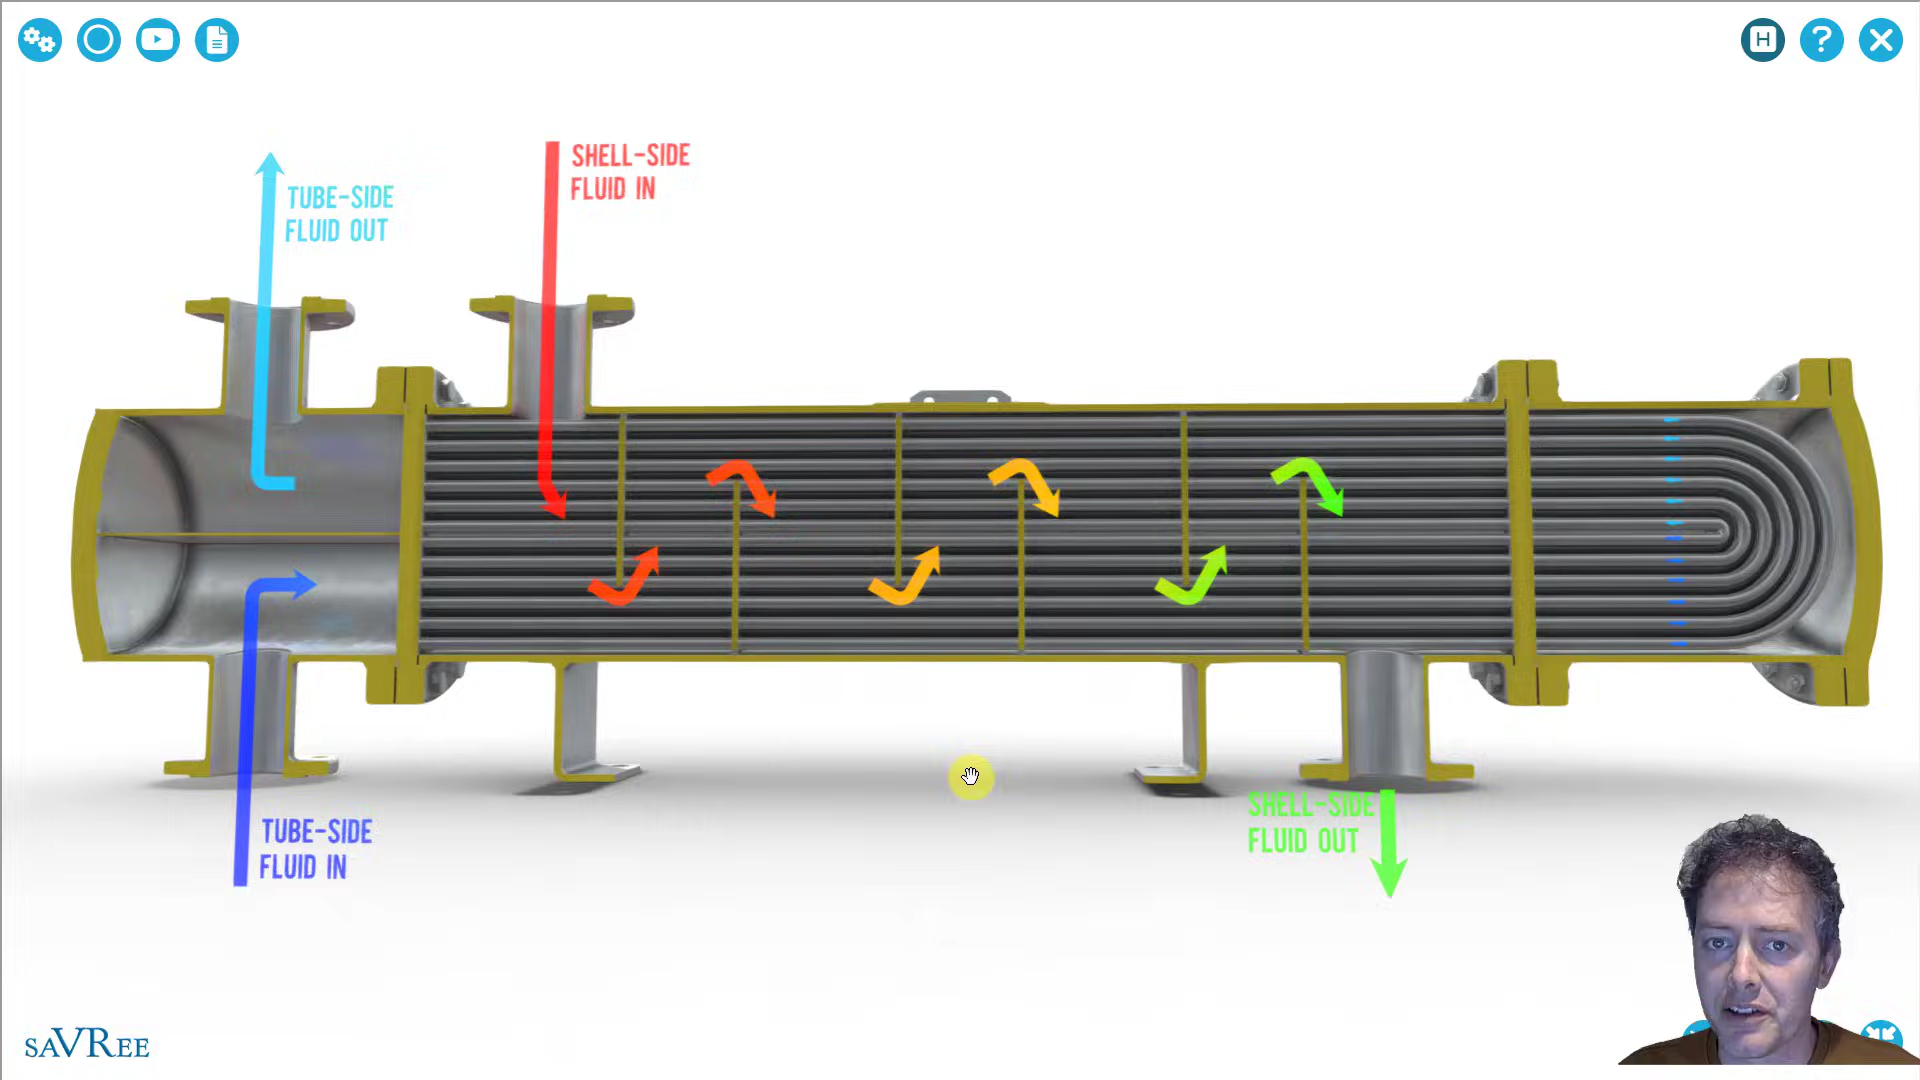 H
?
SHELL-SIDE
FLUID IN
TUBE-SIDE
FLUID OUT
TUBE-SIDE
FLUID IN
SHELL-SIDE
FLUID OUT
saVRee